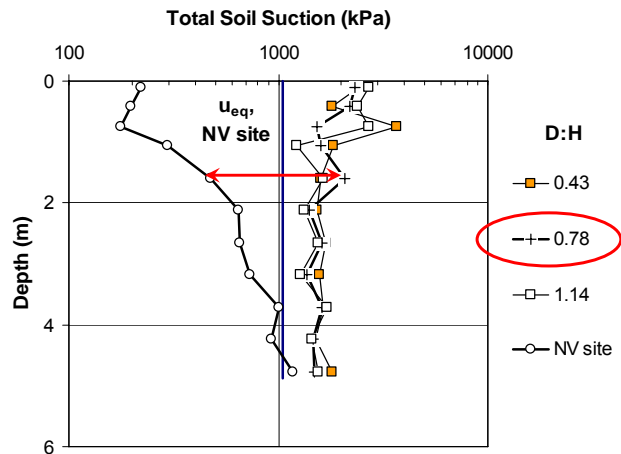 Total Soil Suction (kPa)
100
1000
10000
0
2
4
6
Depth (m)
u_eq,
NV site
D:H
0.43
0.78
1.14
NV site